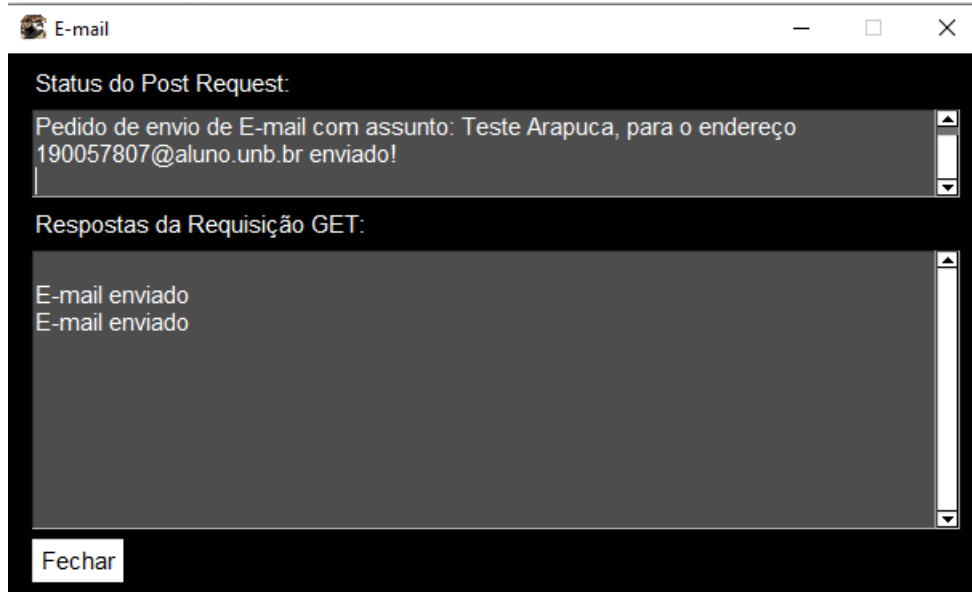 E-mail
Status do Post Request:
Pedido de envio de E-mail com assunto: Teste Arapuca, para o endereço
190057807@aluno.unb.br enviado!
Respostas da Requisição GET:
E-mail enviado
E-mail enviado
Fechar